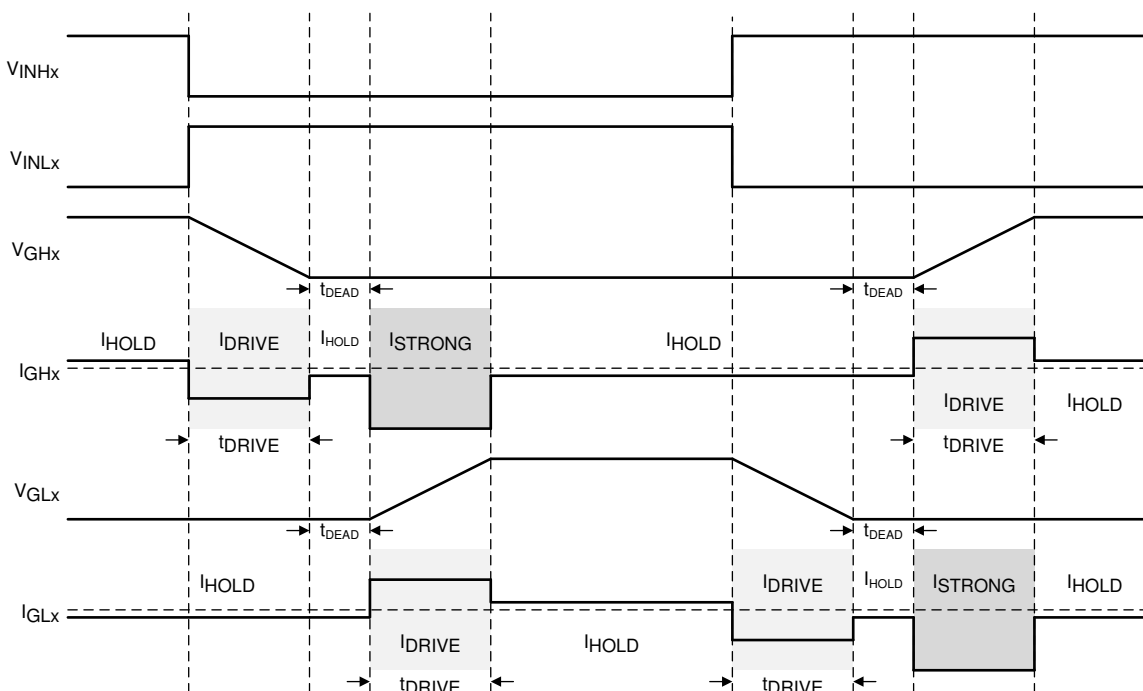 VINHx
VINLx
VGHx
tDEAD
tDEAD
IHOLD
IDRIVE
IHOLD
ISTRONG
IHOLD
IGHx
IDRIVE
IHOLD
tDRIVE
tDRIVE
VGLx
tDEAD
tDEAD
IHOLD
IDRIVE
IHOLD
ISTRONG
IHOLD
IGLx
IDRIVE
IHOLD
tDRIVE
tDRIVE